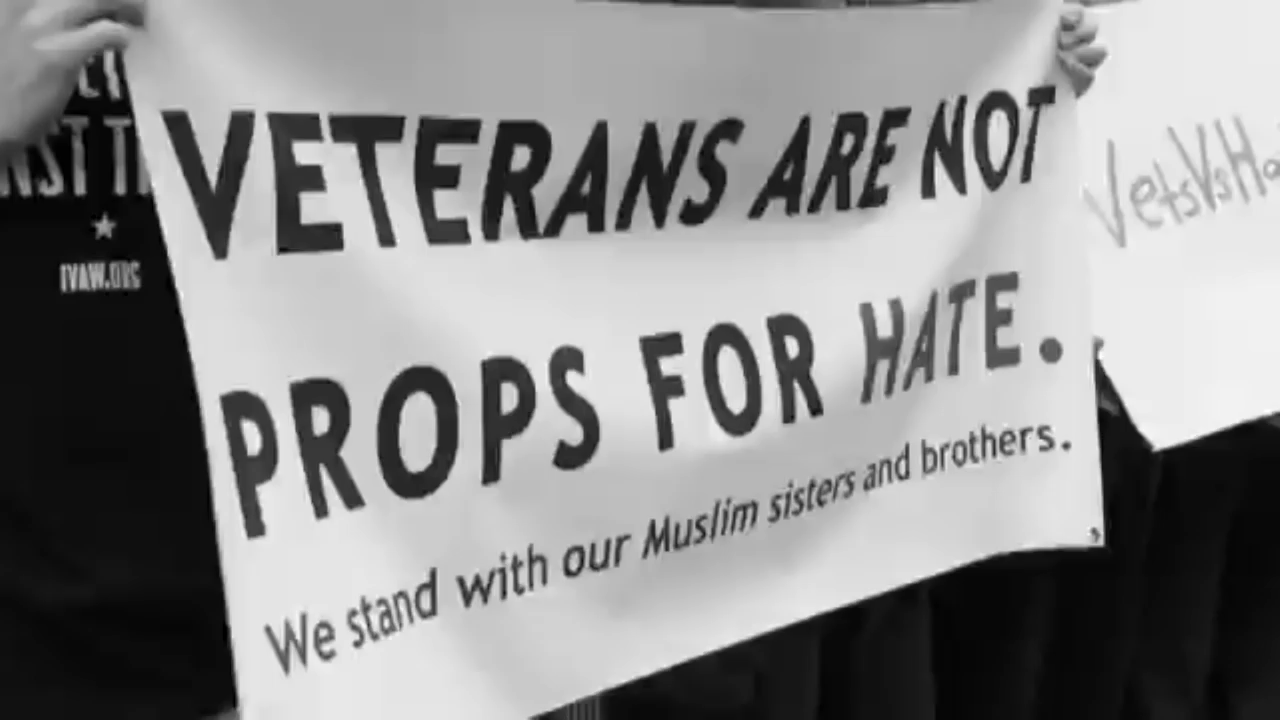 VETERANS ARE NOT
PROPS FOR HATE.
We stand with our Muslim sisters and brothers.
IVAW.ORG